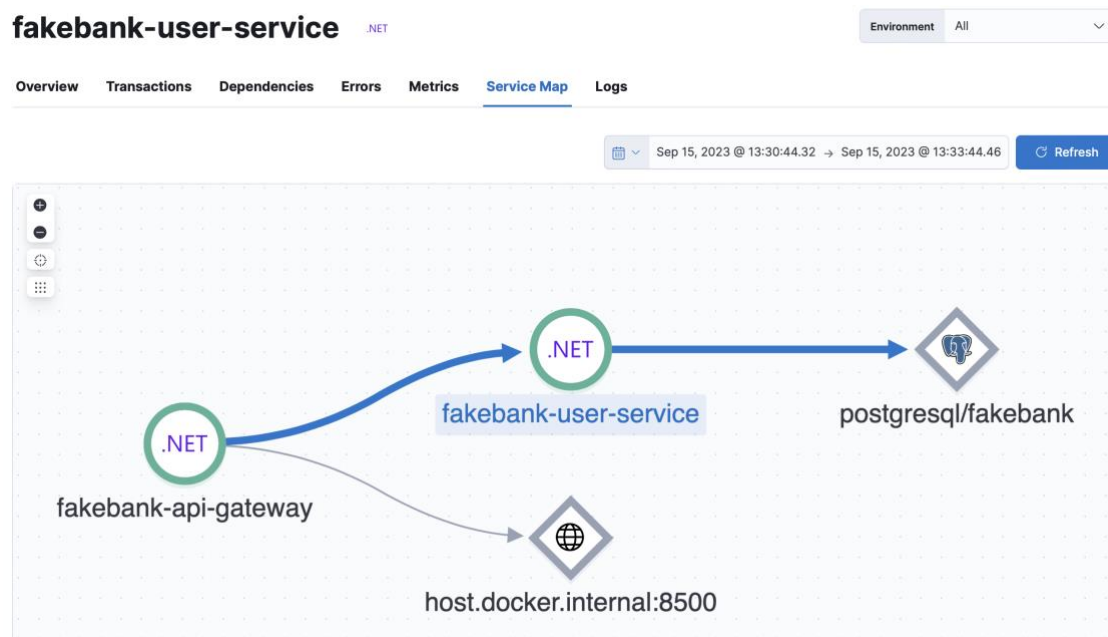 fakebank-user-service .NET
Environment All
Overview Transactions Dependencies Errors Metrics Service Map Logs
Sep 15, 2023 @ 13:30:44.32 → Sep 15, 2023 @ 13:33:44.46 Refresh
.NET
fakebank-user-service
postgresql/fakebank
.NET
fakebank-api-gateway
host.docker.internal:8500